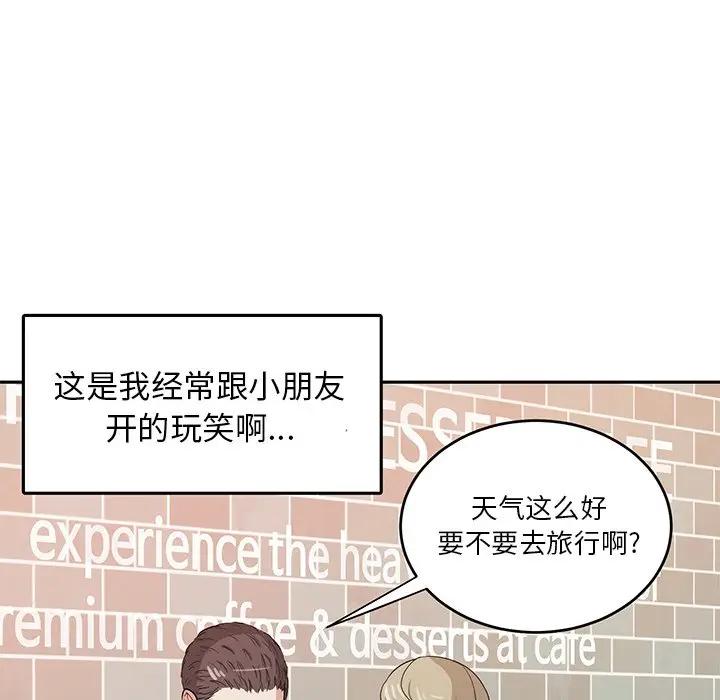 这是我经常跟小朋友
开的玩笑啊...
天气这么好
要不要去旅行啊?
experience the hea
remium coffee & desserts at cafe